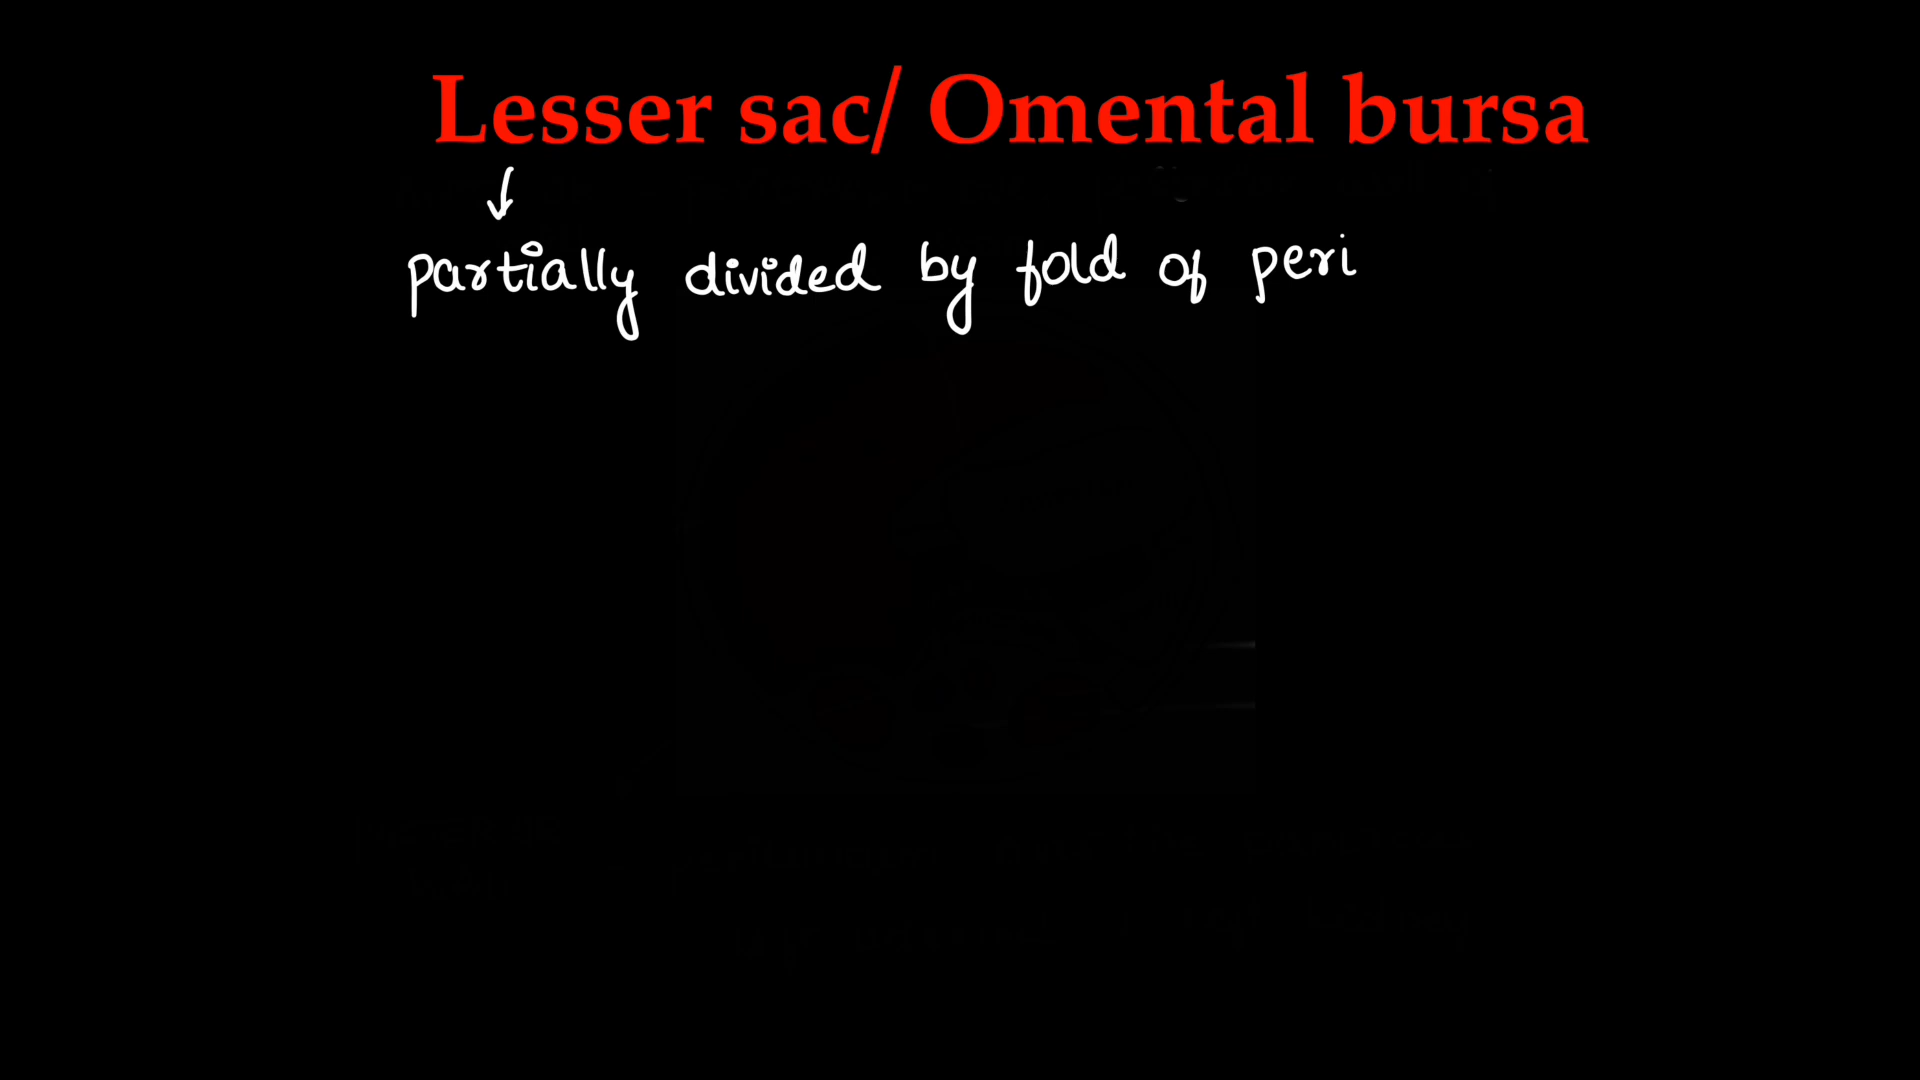 Lesser sac/ Omental bursa
partially divided by fold of peri